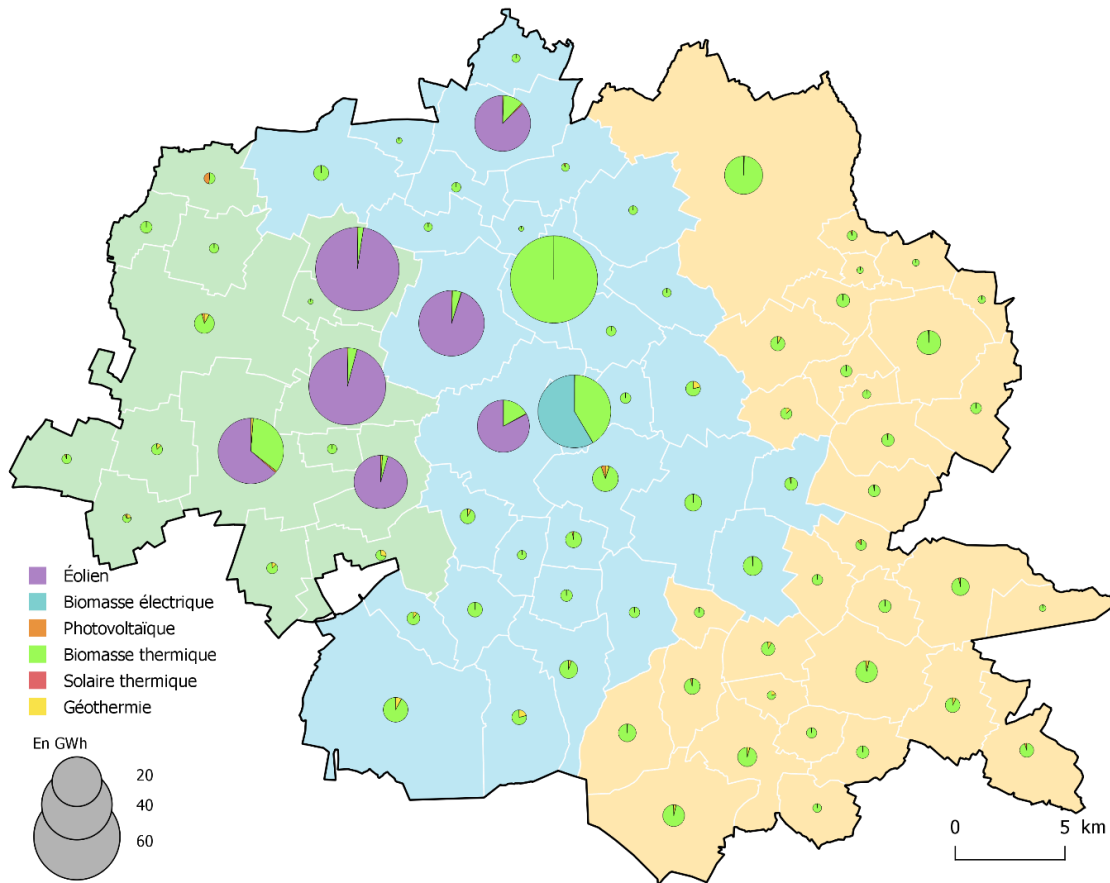 Éolien
Biomasse électrique
Photovoltaïque
Biomasse thermique
Solaire thermique
Géothermie
En GWh
20
40
60
0 5 km